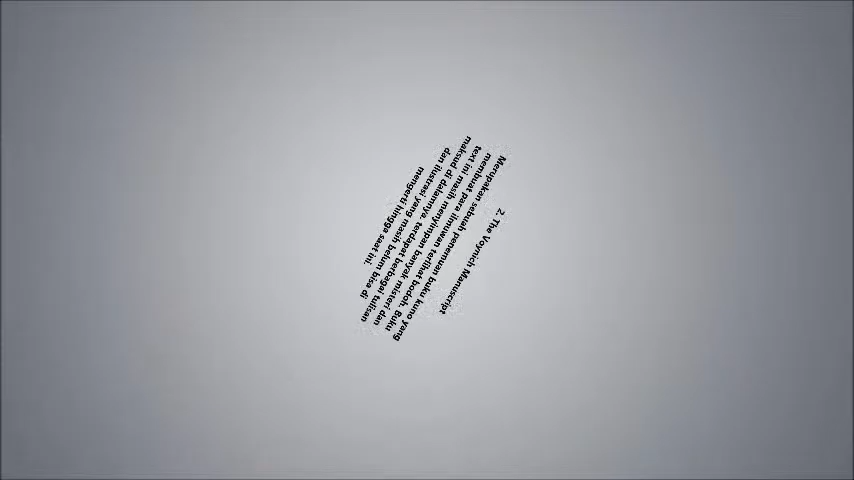 2. The Voynich Manuscript
Merupakan sebuah penemuan buku kuno yang
membuat para ilmuwan terlihat bodoh. Buku
text ini masih menyimpan banyak misteri dan
maksud di dalamnya. terdapat berbagai tulisan
dan ilustrasi yang masih belum bisa di
mengerti hingga saat ini.